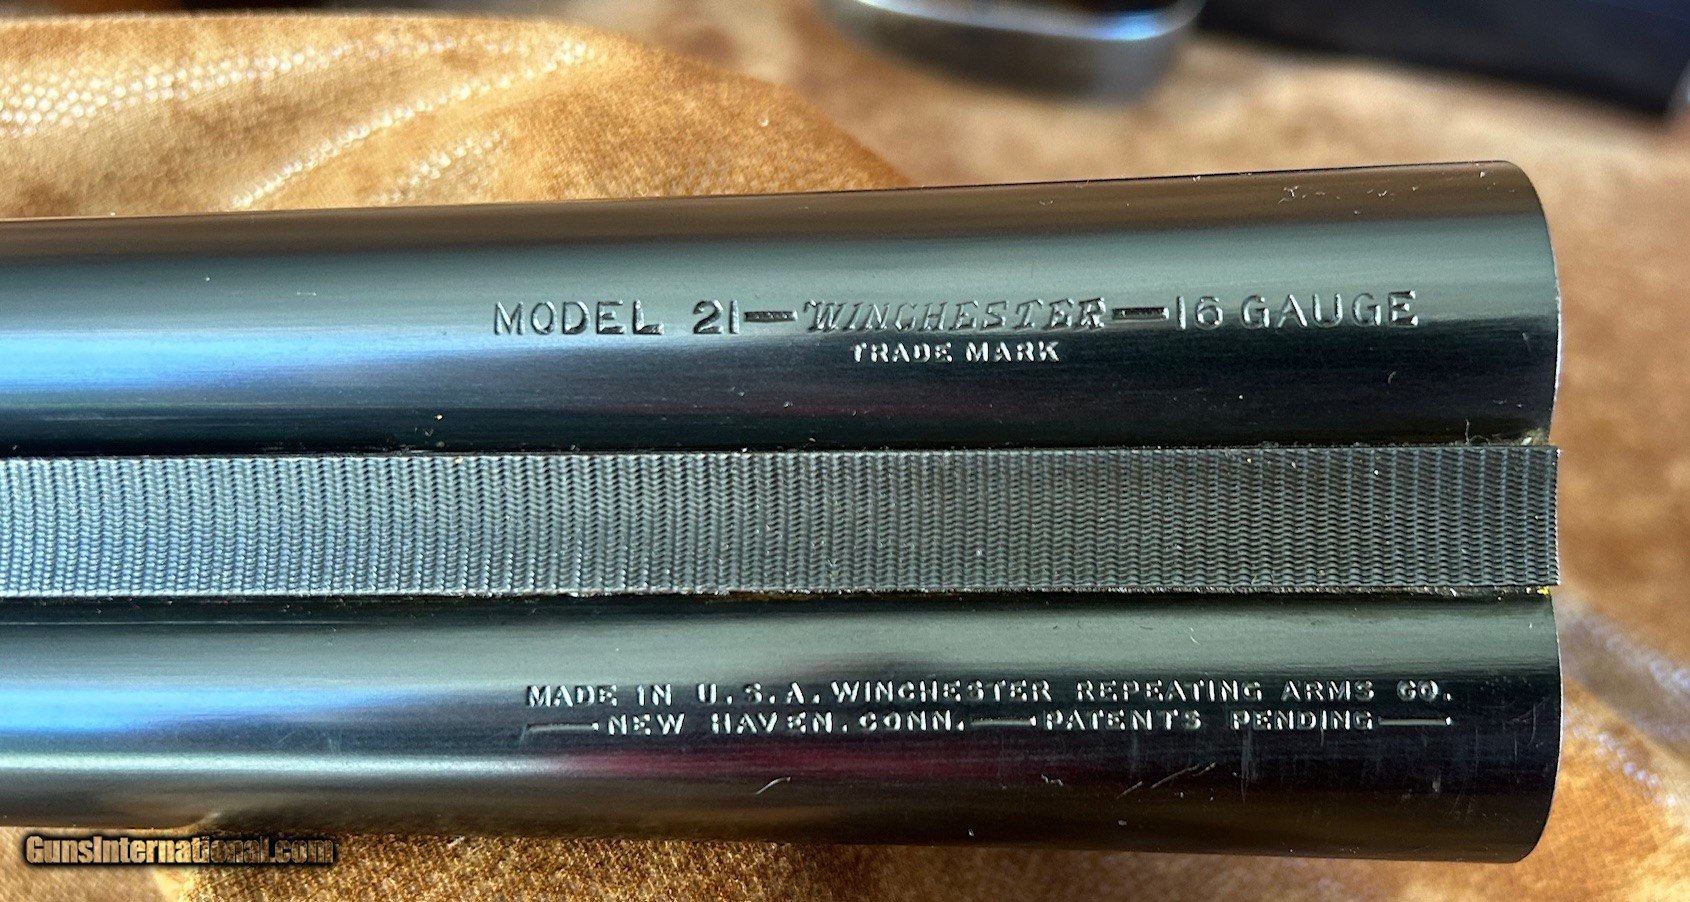 MODEL 21—WINCHESTER—16 GAUGE
TRADE MARK
MADE IN U.S.A. WINCHESTER REPEATING ARMS CO.
—NEW HAVEN. CONN.—PATENTS PENDING—
GunsInternational.com